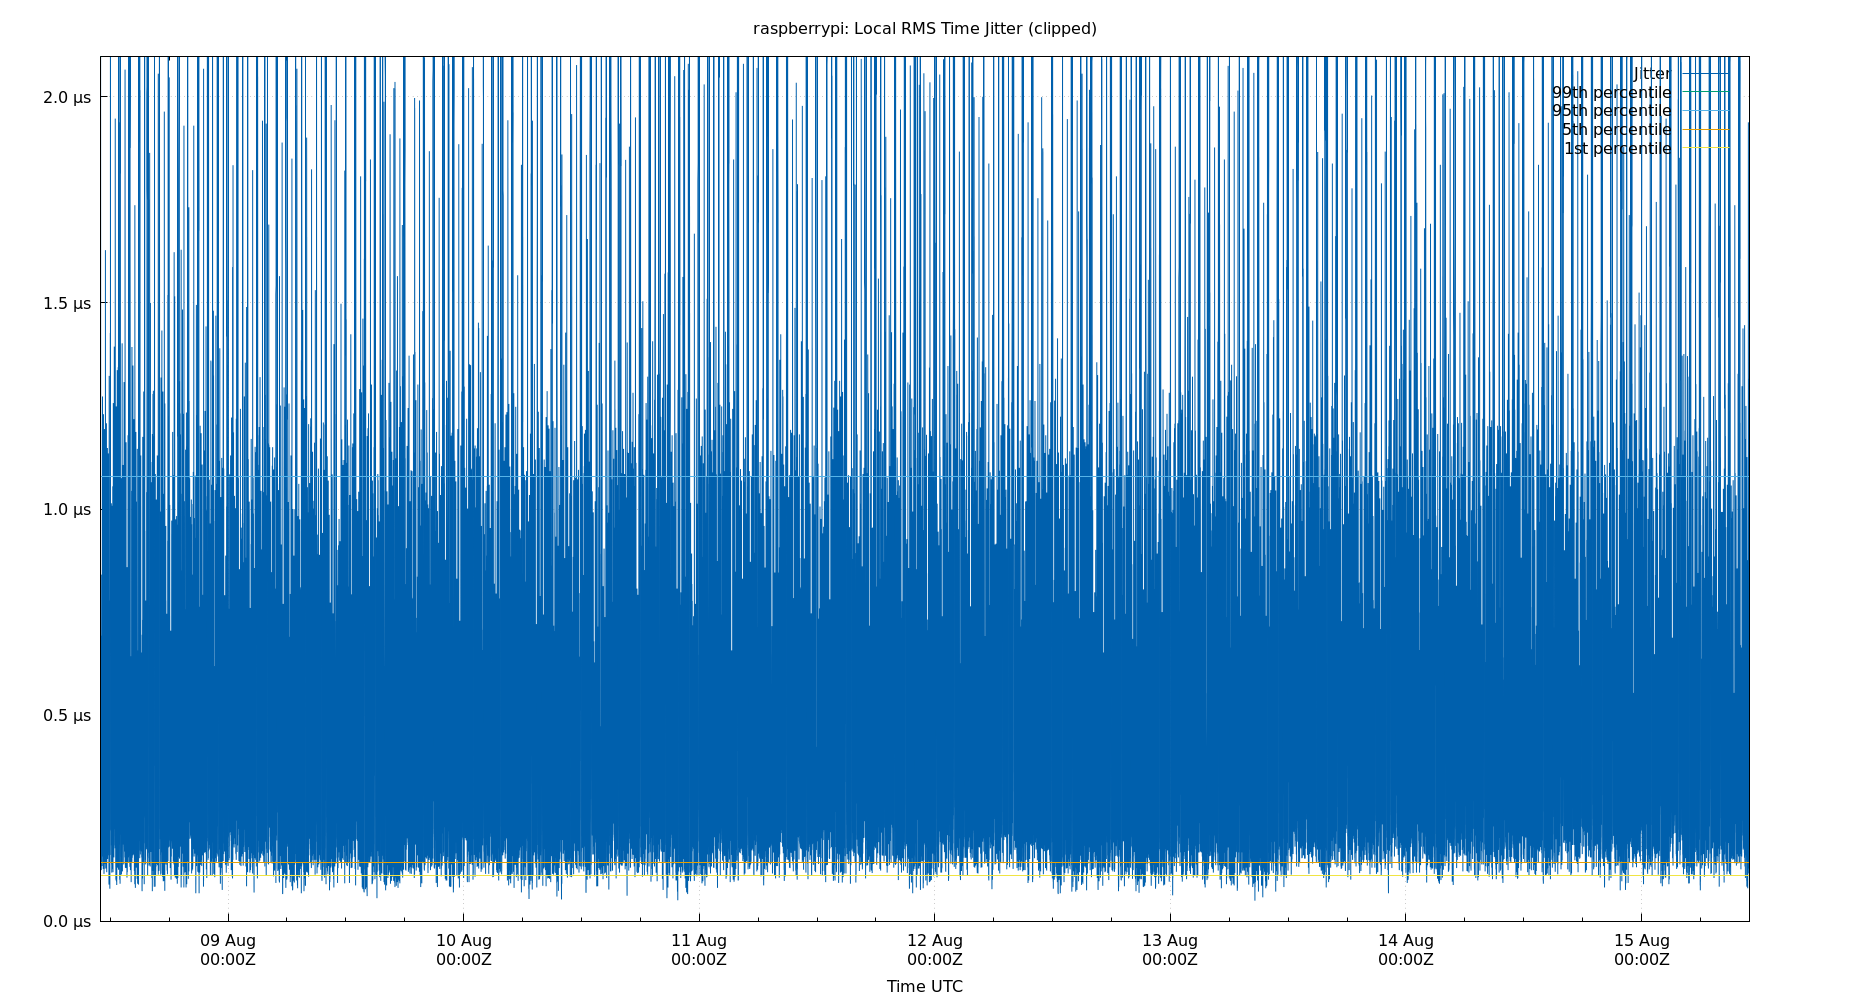 raspberrypi: Local RMS Time Jitter (clipped)
Jitter
99th percentile
95th percentile
5th percentile
1st percentile
2.0 µs
1.5 µs
1.0 µs
0.5 µs
0.0 µs
09 Aug 10 Aug 11 Aug 12 Aug 13 Aug 14 Aug 15 Aug
00:00Z 00:00Z 00:00Z 00:00Z 00:00Z 00:00Z 00:00Z
Time UTC